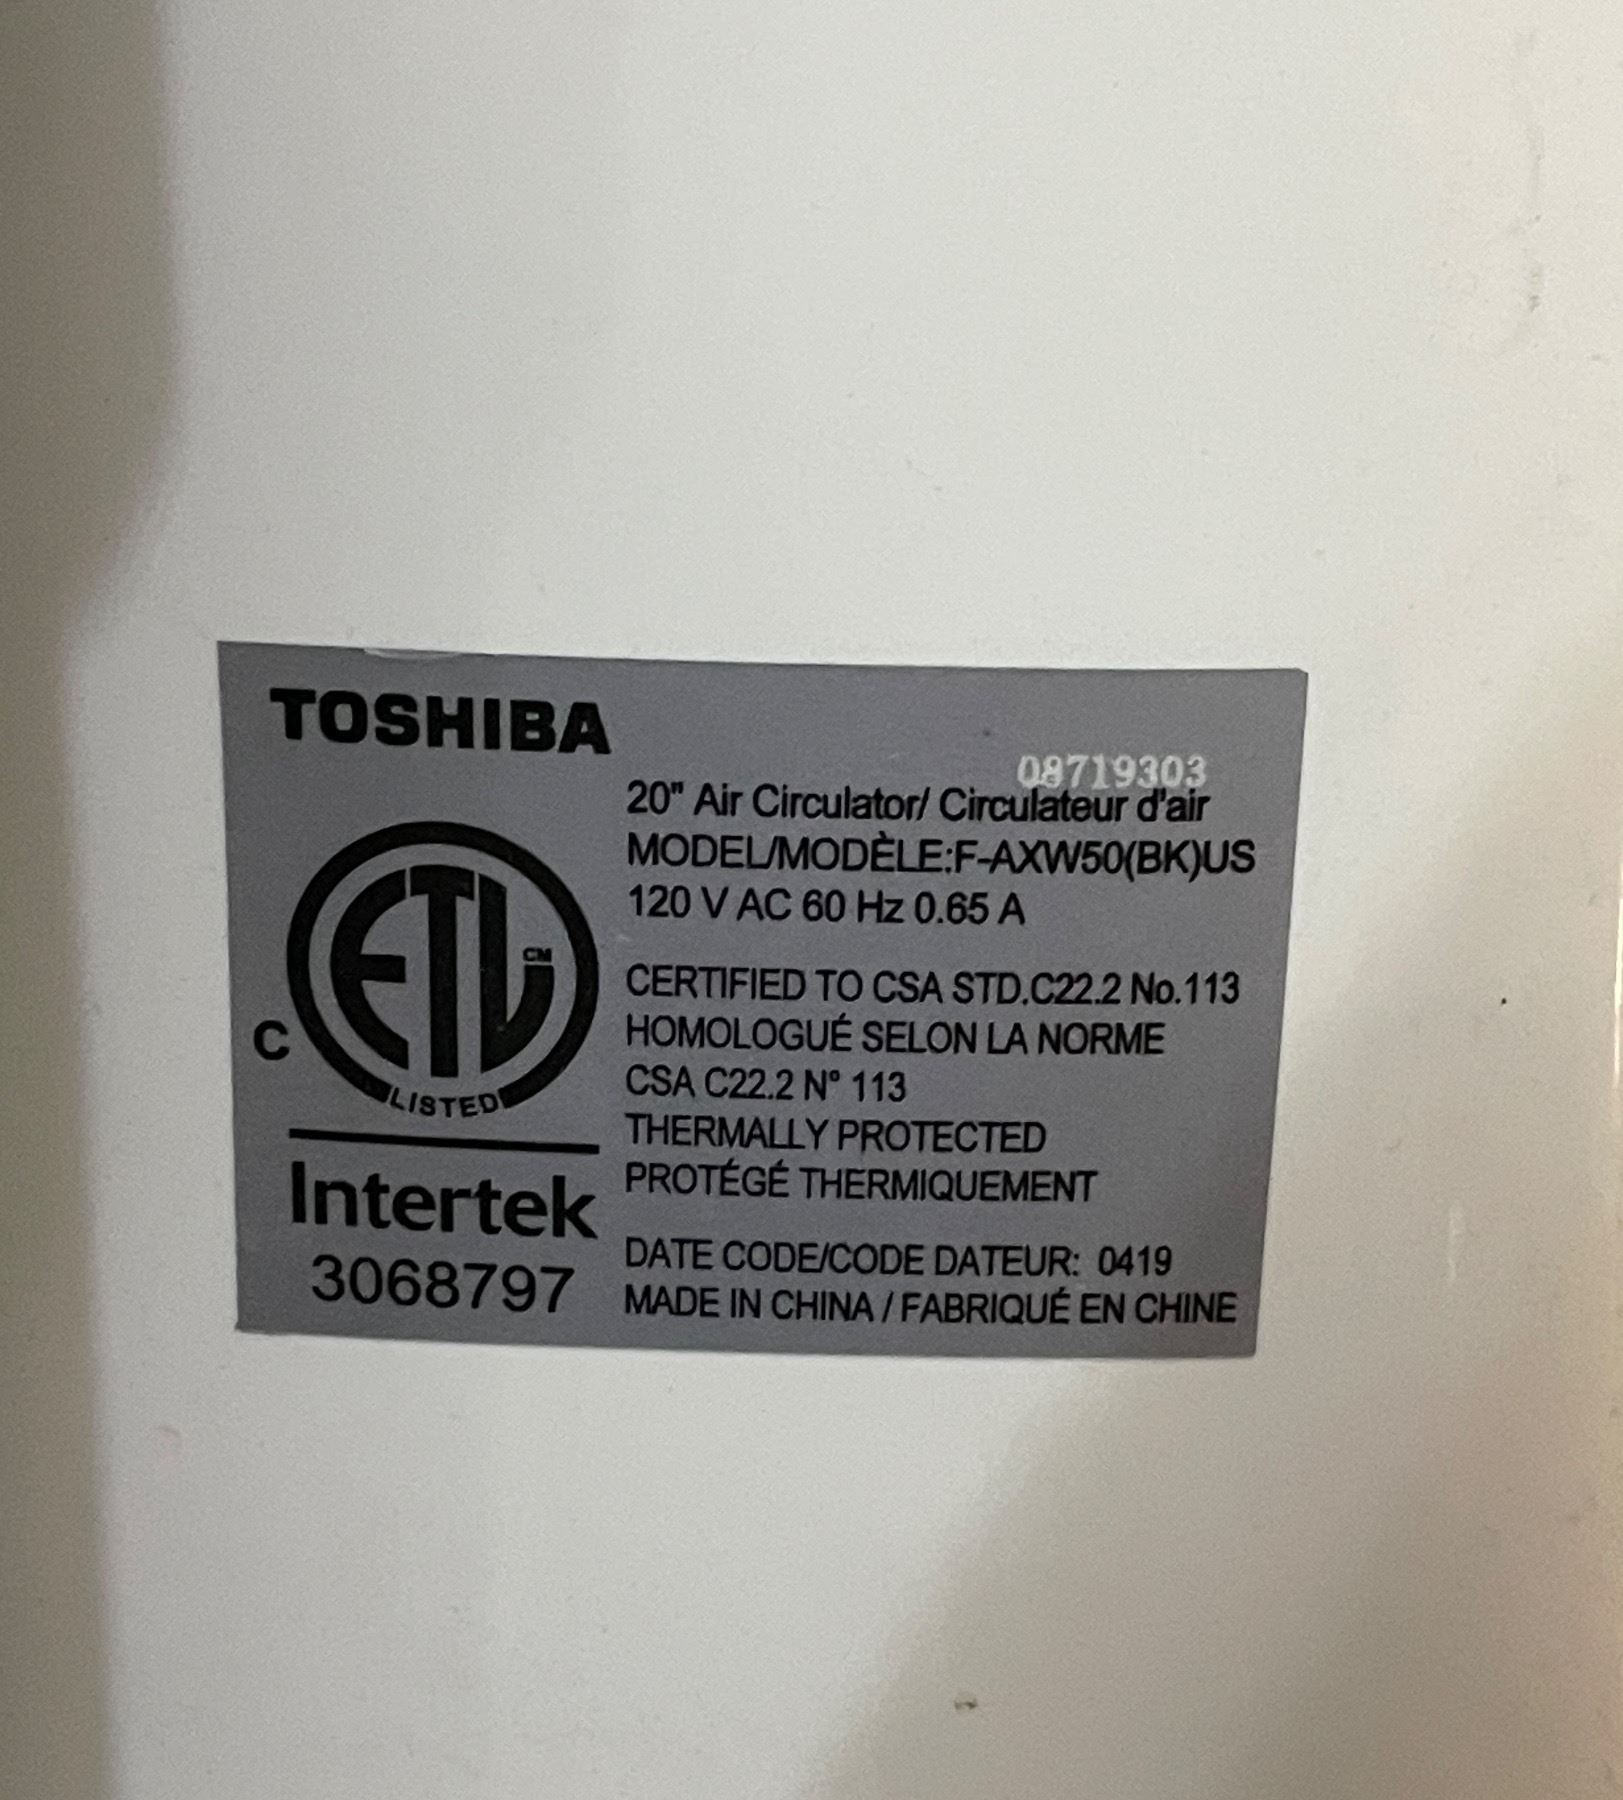 TOSHIBA
08719303
20" Air Circulator/ Circulateur d'air
MODEL/MODÈLE:F-AXW50(BK)US
120 V AC 60 Hz 0.65 A
ETL CM
C
LISTED
Intertek
3068797
CERTIFIED TO CSA STD.C22.2 No.113
HOMOLOGUÉ SELON LA NORME
CSA C22.2 N° 113
THERMALLY PROTECTED
PROTÉGÉ THERMIQUEMENT
DATE CODE/CODE DATEUR: 0419
MADE IN CHINA / FABRIQUÉ EN CHINE